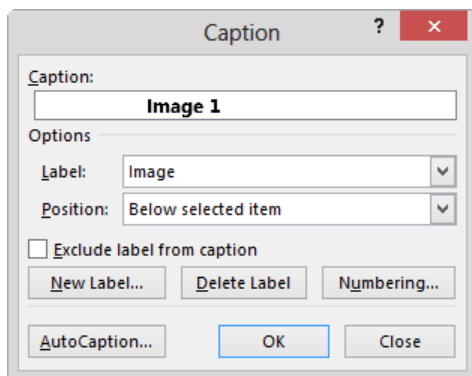 Caption ?
Caption:
Image 1
Options
Label: Image
Position: Below selected item
Exclude label from caption
New Label... Delete Label Numbering...
AutoCaption... OK Close